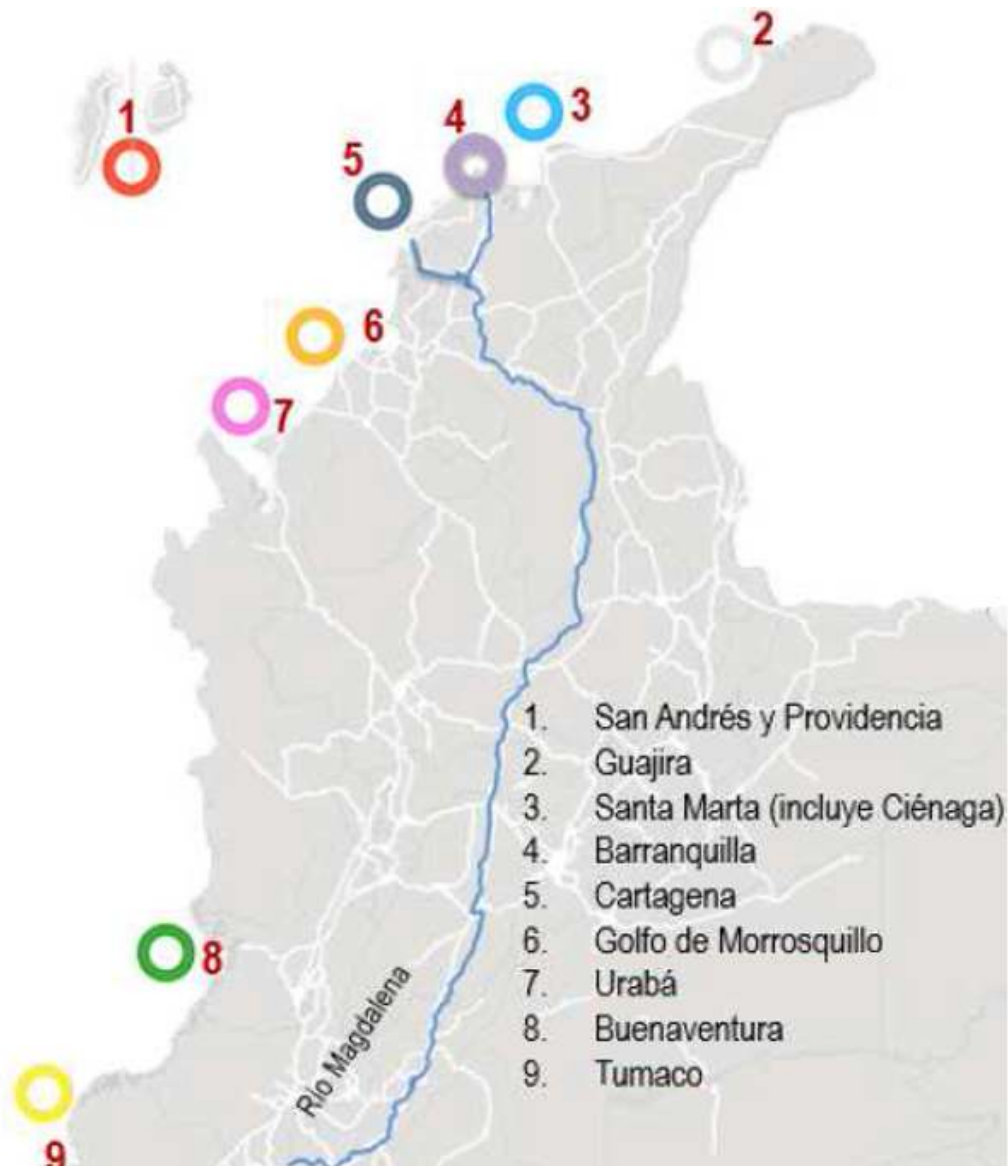 2
3
1
4
5
6
7
1. San Andrés y Providencia
2. Guajira
3. Santa Marta (incluye Ciénaga)
4. Barranquilla
5. Cartagena
6. Golfo de Morrosquillo
7. Urabá
8. Buenaventura
9. Tumaco
8
Río Magdalena
9